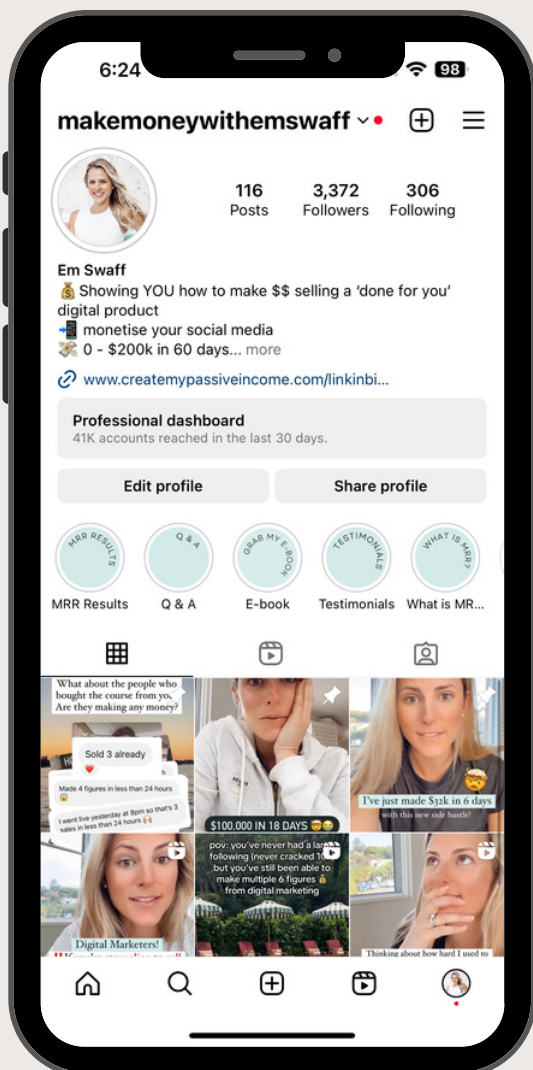 6:24
98
makemoneywithemswaff
116
3,372
306
Posts
Followers
Following
Em Swaff
💰 Showing YOU how to make $$ selling a ‘done for you’
digital product
📲 monetise your social media
💸 0 - $200k in 60 days... more
www.createmypassiveincome.com/linkinbi...
Professional dashboard
41K accounts reached in the last 30 days.
Edit profile
Share profile
MRR RESULTS
Q & A
GRAB MY E-BOOK
TESTIMONIALS
WHAT IS MRR?
MRR Results
Q & A
E-book
Testimonials
What is MR...
What about the people who
bought the course from you.
Are they making any money?
Sold 3 already
❤️
Made 4 figures in less than 24 hours
😱
I went live yesterday at 8pm so that's 3
sales in less than 24 hours 🙌🏼
$100,000 IN 18 DAYS 🤯😭
🤯
I've just made $32k in 6 days
with this new side hustle!
Digital Marketers!
pov: you've never had a
following (never cracked
but you've still been able to
make multiple 6 figures 💰
from digital marketing
Thinking about how hard I used to